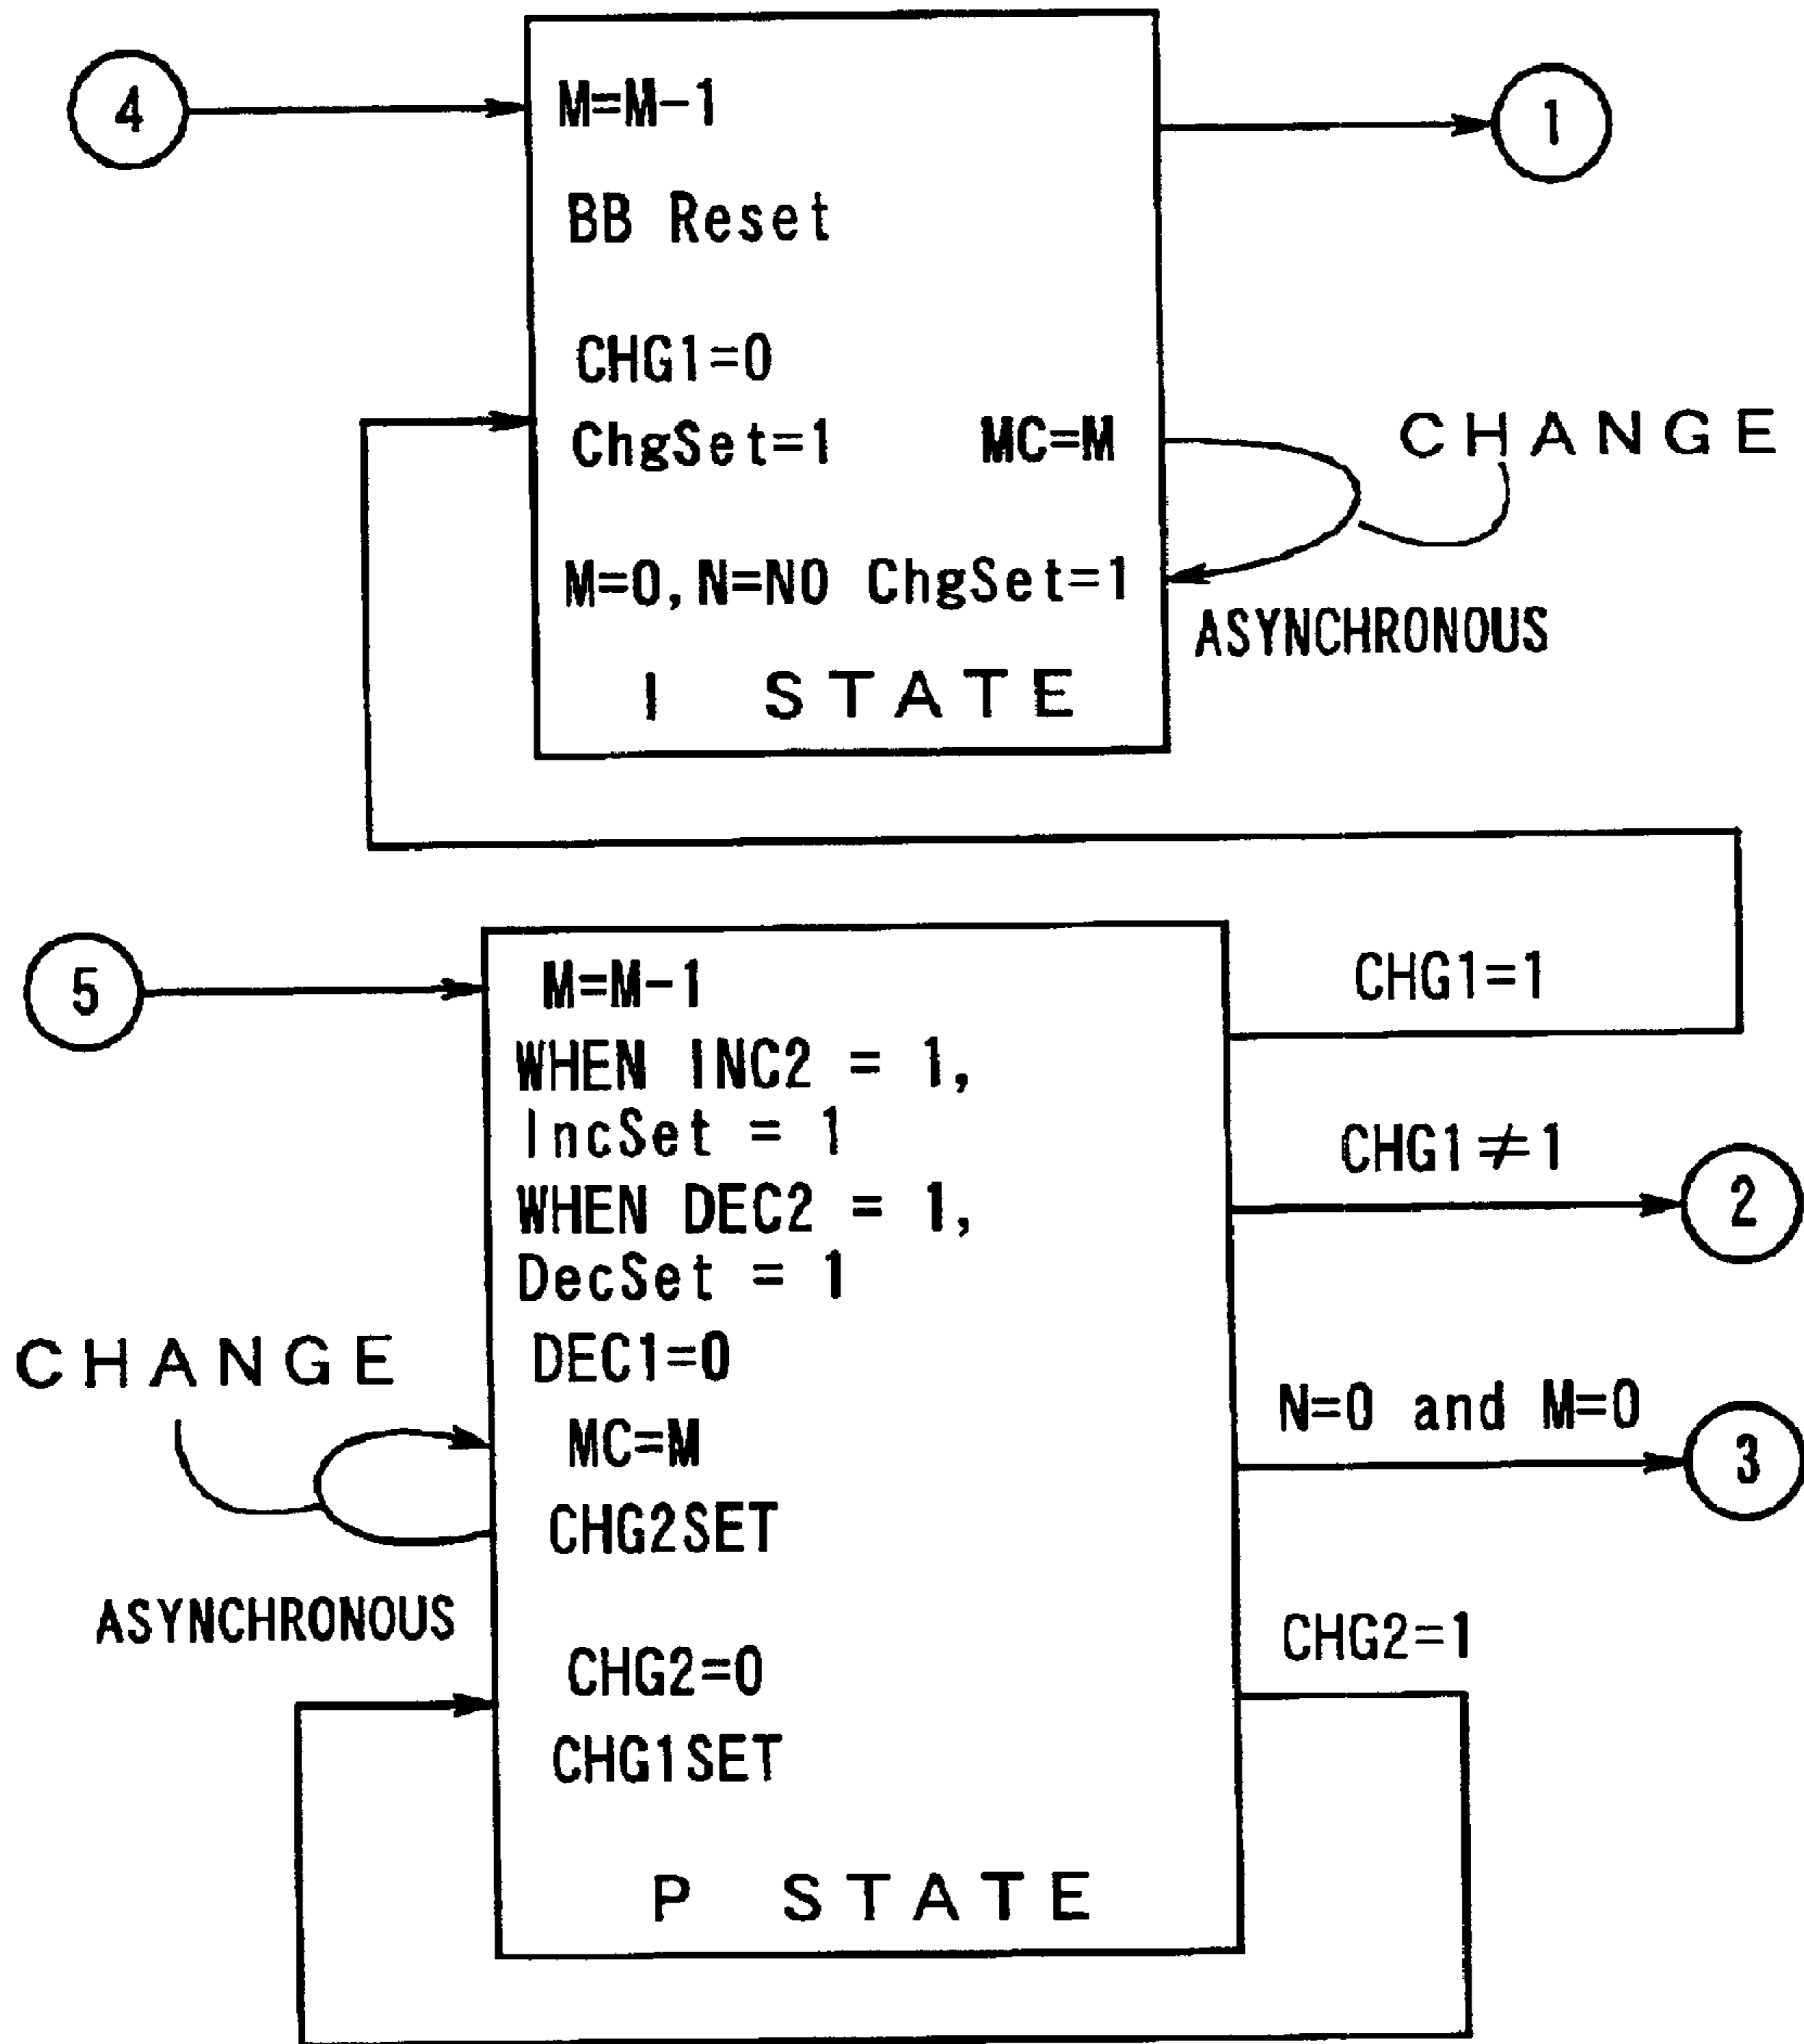 4
M=M-1
1
BB Reset
CHG1=0
ChgSet=1
MC=M
CHANGE
M=0,N=N0 ChgSet=1
ASYNCHRONOUS
I STATE
5
M=M-1
CHG1=1
WHEN INC2 = 1,
IncSet = 1
CHG1≠1
2
WHEN DEC2 = 1,
DecSet = 1
CHANGE
DEC1=0
N=0 and M=0
3
MC=M
CHG2SET
ASYNCHRONOUS
CHG2=1
CHG2=0
CHG1SET
P STATE